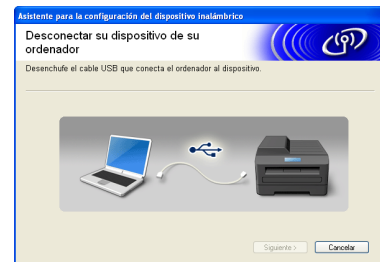 Asistente para la configuración del dispositivo inalámbrico
Desconectar su dispositivo de su
ordenador
Desenchufe el cable USB que conecta el ordenador al dispositivo.
Siguiente >
Cancelar